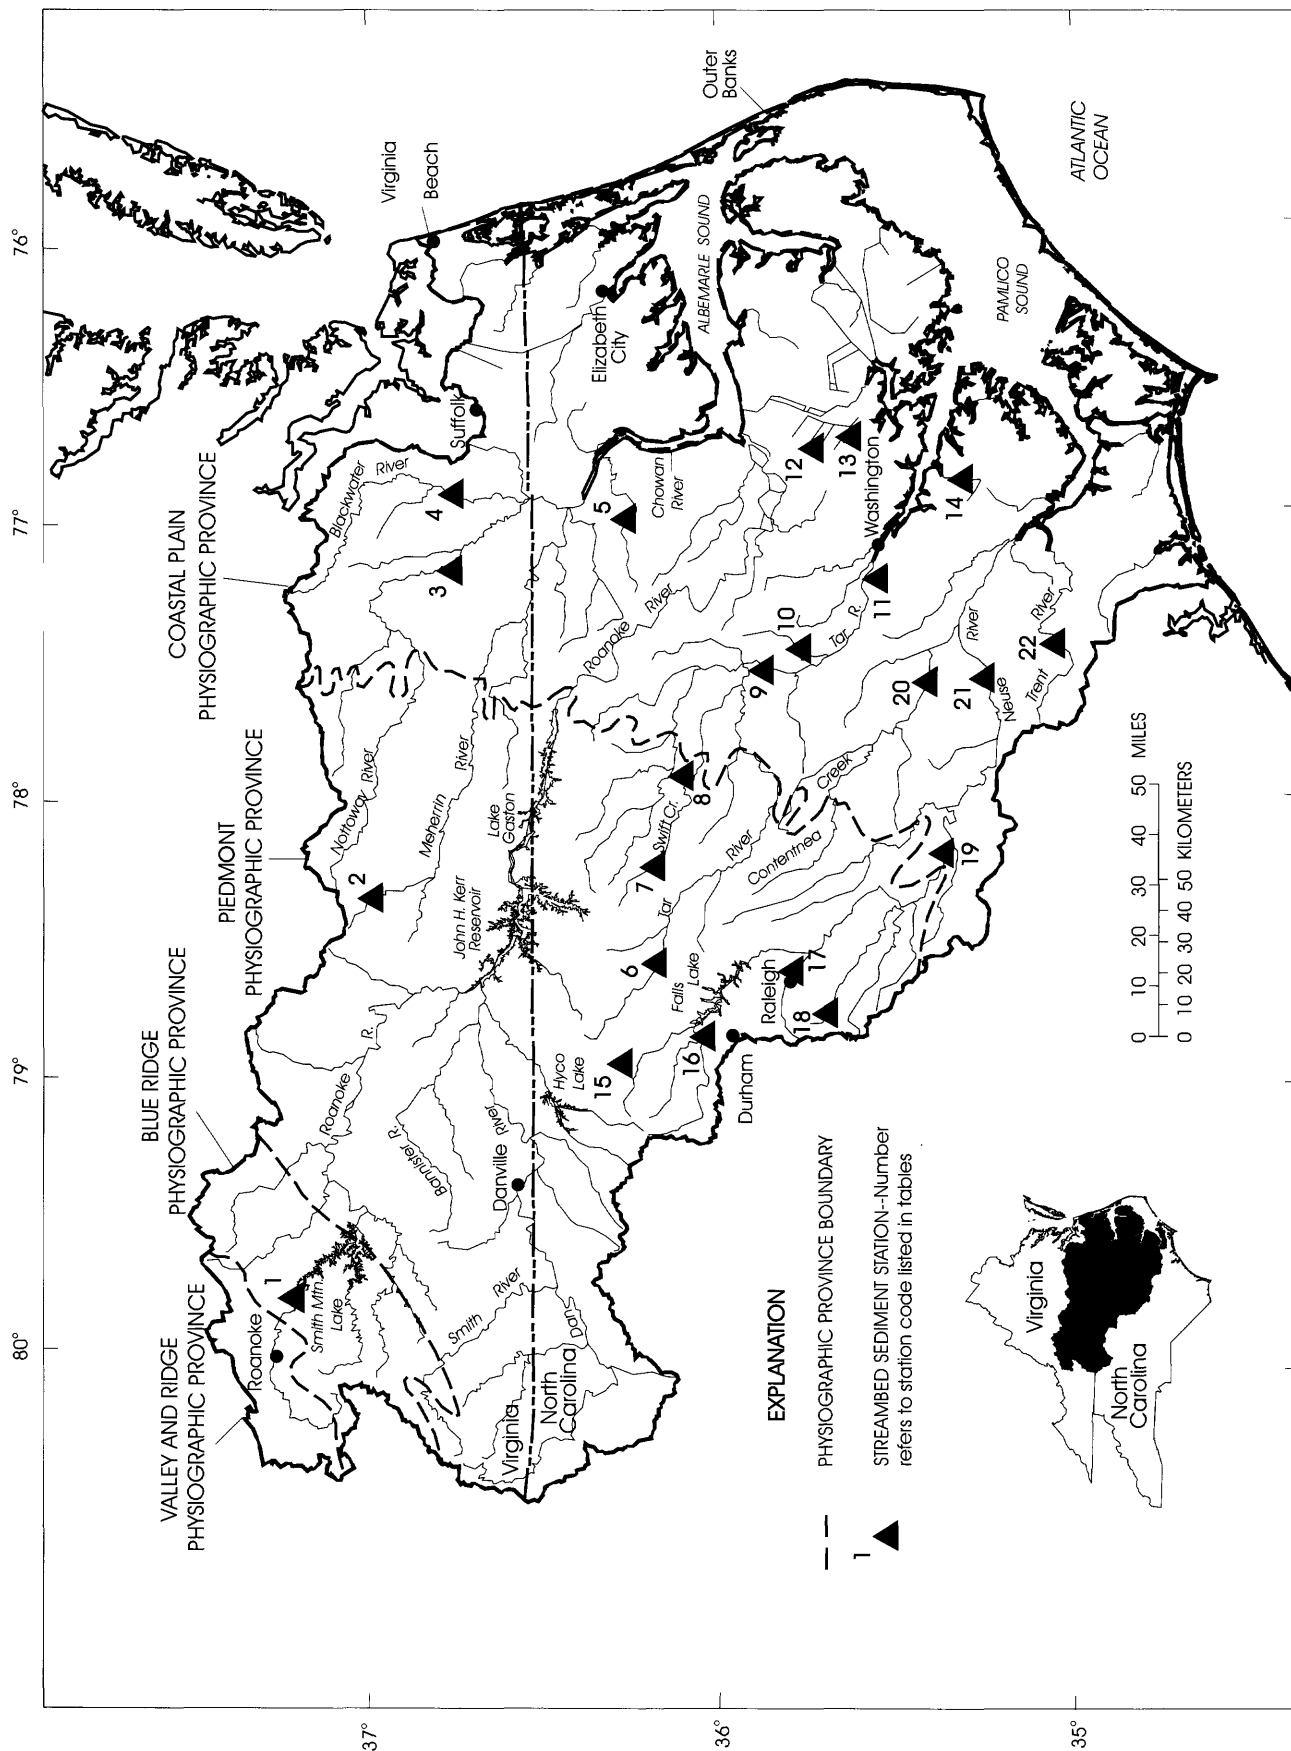 80°
79°
78°
77°
76°
37°
36°
35°
VALLEY AND RIDGE
PHYSIOGRAPHIC PROVINCE
BLUE RIDGE
PHYSIOGRAPHIC PROVINCE
PIEDMONT
PHYSIOGRAPHIC PROVINCE
COASTAL PLAIN
PHYSIOGRAPHIC PROVINCE
Roanoke
1
Smith Mtn.
Lake
Roanoke R.
Bannister R.
Smith River
Dan River
Danville
Virginia
North
Carolina
Hyco
Lake
John H. Kerr
Reservoir
Lake
Gaston
2
Nottoway River
Meherrin River
3
4
Blackwater River
Suffolk
Virginia
Beach
5
Chowan
River
Elizabeth
City
ALBEMARLE SOUND
Outer
Banks
ATLANTIC
OCEAN
PAMLICO
SOUND
Roanoke River
6
7
Swift Cr.
8
Tar River
Falls
Lake
9
10
Tar R.
11
12
13
Washington
14
15
16
Durham
Raleigh
17
18
19
Contentnea Creek
20
21
Neuse River
22
Trent River
0 10 20 30 40 50 MILES
0 10 20 30 40 50 KILOMETERS
EXPLANATION
PHYSIOGRAPHIC PROVINCE BOUNDARY
1
STREAMBED SEDIMENT STATION--Number
refers to station code listed in tables
Virginia
North
Carolina